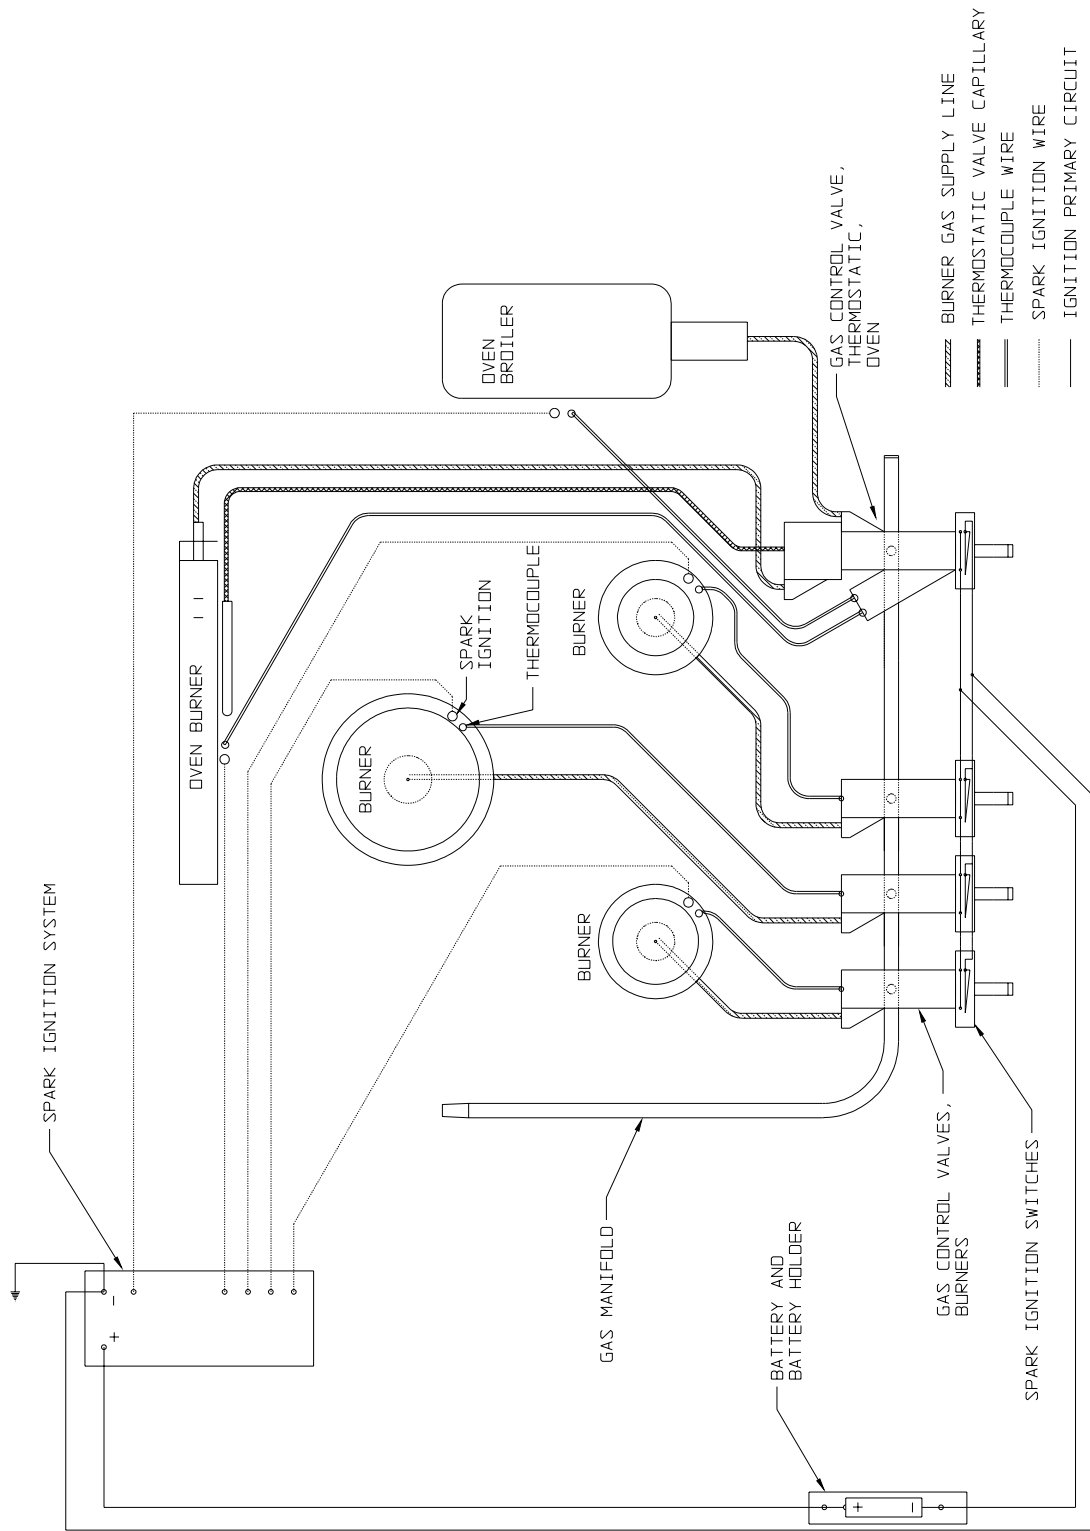 SPARK IGNITION SYSTEM
+
−
OVEN BURNER
BURNER
SPARK
IGNITION
THERMOCOUPLE
OVEN
BROILER
BURNER
BURNER
GAS MANIFOLD
BATTERY AND
BATTERY HOLDER
+
−
GAS CONTROL VALVE,
THERMOSTATIC,
OVEN
GAS CONTROL VALVES,
BURNERS
SPARK IGNITION SWITCHES
BURNER GAS SUPPLY LINE
THERMOSTATIC VALVE CAPILLARY
THERMOCOUPLE WIRE
SPARK IGNITION WIRE
IGNITION PRIMARY CIRCUIT